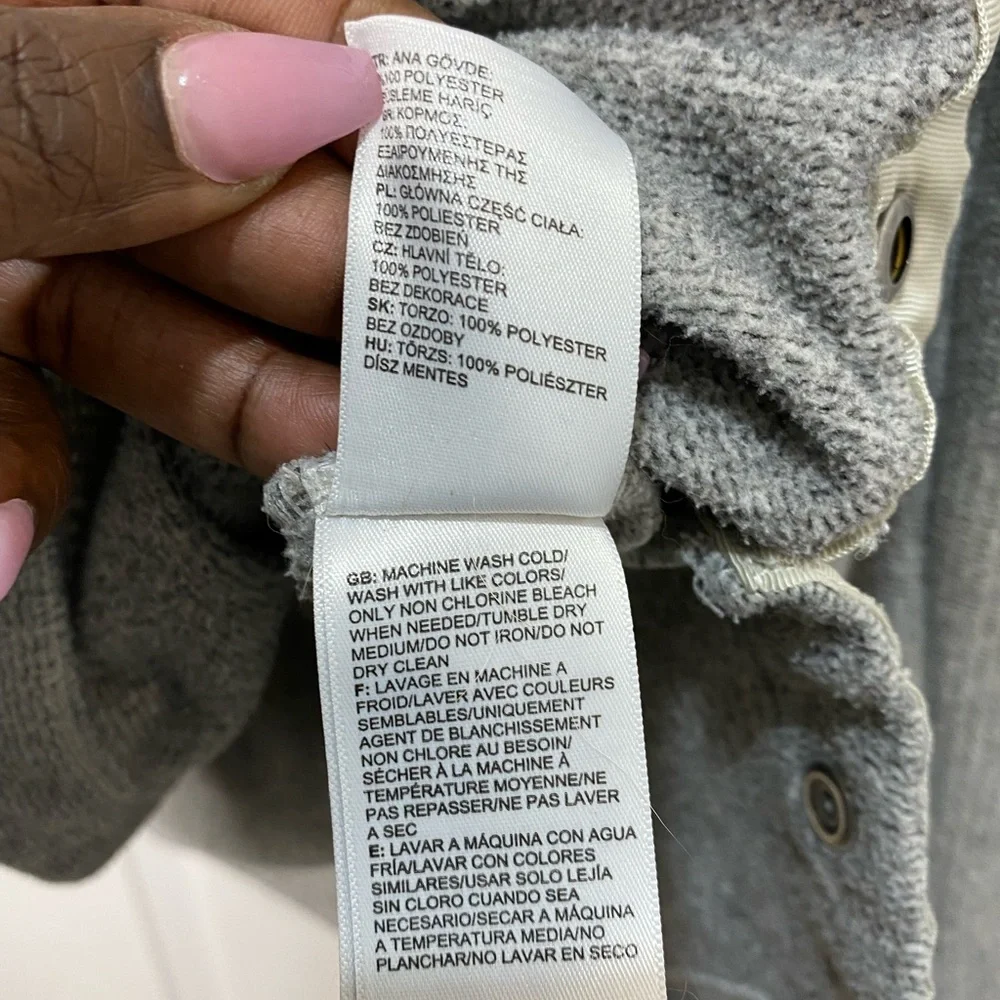 TR: ANA GÖVDE:
%100 POLYESTER
SÜSLEME HARİÇ
GR: ΚΟΡΜΟΣ:
100% ΠΟΛΥΕΣΤΕΡΑΣ
ΕΞΑΙΡΟΥΜΕΝΗΣ ΤΗΣ
ΔΙΑΚΟΣΜΗΣΗΣ
PL: GŁÓWNA CZĘŚĆ CIAŁA:
100% POLIESTER
BEZ ZDOBIEŃ
CZ: HLAVNÍ TĚLO:
100% POLYESTER
BEZ DEKORACE
SK: TORZO: 100% POLYESTER
BEZ OZDOBY
HU: TÖRZS: 100% POLIÉSZTER
DÍSZ MENTES
GB: MACHINE WASH COLD/
WASH WITH LIKE COLORS/
ONLY NON CHLORINE BLEACH
WHEN NEEDED/TUMBLE DRY
MEDIUM/DO NOT IRON/DO NOT
DRY CLEAN
F: LAVAGE EN MACHINE A
FROID/LAVER AVEC COULEURS
SEMBLABLES/UNIQUEMENT
AGENT DE BLANCHISSEMENT
NON CHLORE AU BESOIN/
SÉCHER À LA MACHINE À
TEMPÉRATURE MOYENNE/NE
PAS REPASSER/NE PAS LAVER
A SEC
E: LAVAR A MÁQUINA CON AGUA
FRÍA/LAVAR CON COLORES
SIMILARES/USAR SOLO LEJÍA
SIN CLORO CUANDO SEA
NECESARIO/SECAR A MÁQUINA
A TEMPERATURA MEDIA/NO
PLANCHAR/NO LAVAR EN SECO